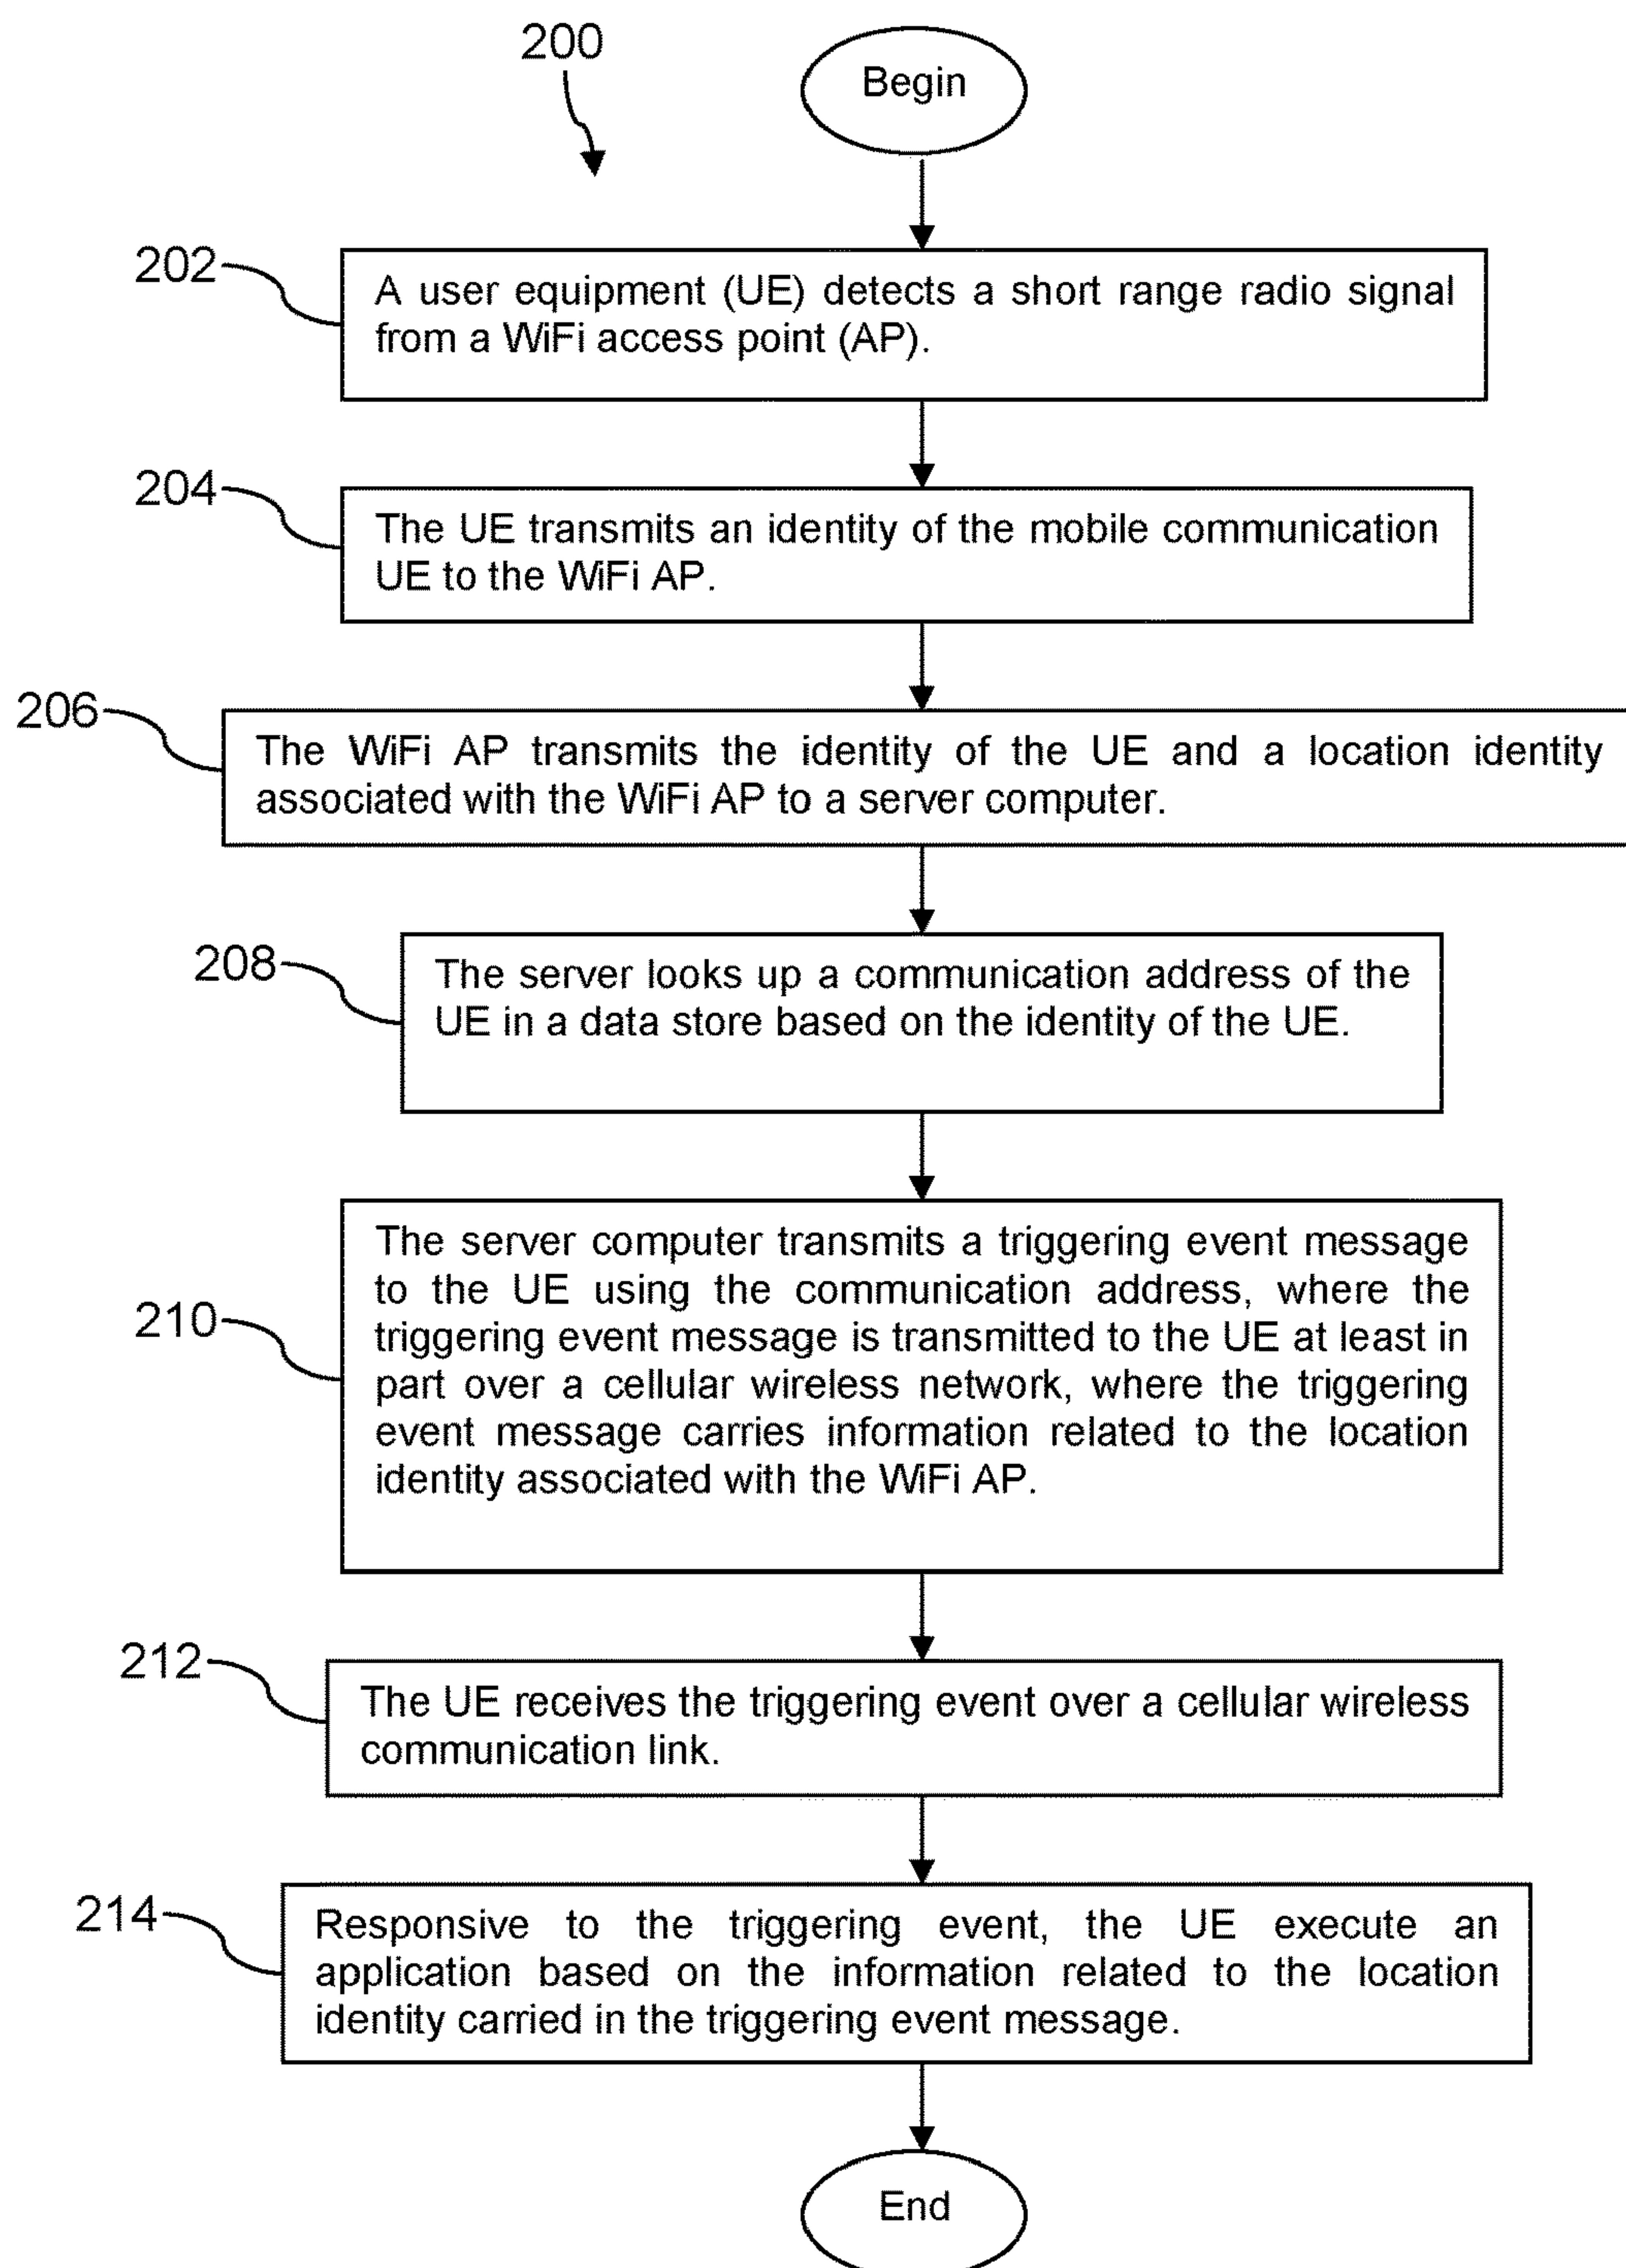 200
Begin
202
A user equipment (UE) detects a short range radio signal
from a WiFi access point (AP).
204
The UE transmits an identity of the mobile communication
UE to the WiFi AP.
206
The WiFi AP transmits the identity of the UE and a location identity
associated with the WiFi AP to a server computer.
208
The server looks up a communication address of the
UE in a data store based on the identity of the UE.
210
The server computer transmits a triggering event message
to the UE using the communication address, where the
triggering event message is transmitted to the UE at least in
part over a cellular wireless network, where the triggering
event message carries information related to the location
identity associated with the WiFi AP.
212
The UE receives the triggering event over a cellular wireless
communication link.
214
Responsive to the triggering event, the UE execute an
application based on the information related to the location
identity carried in the triggering event message.
End